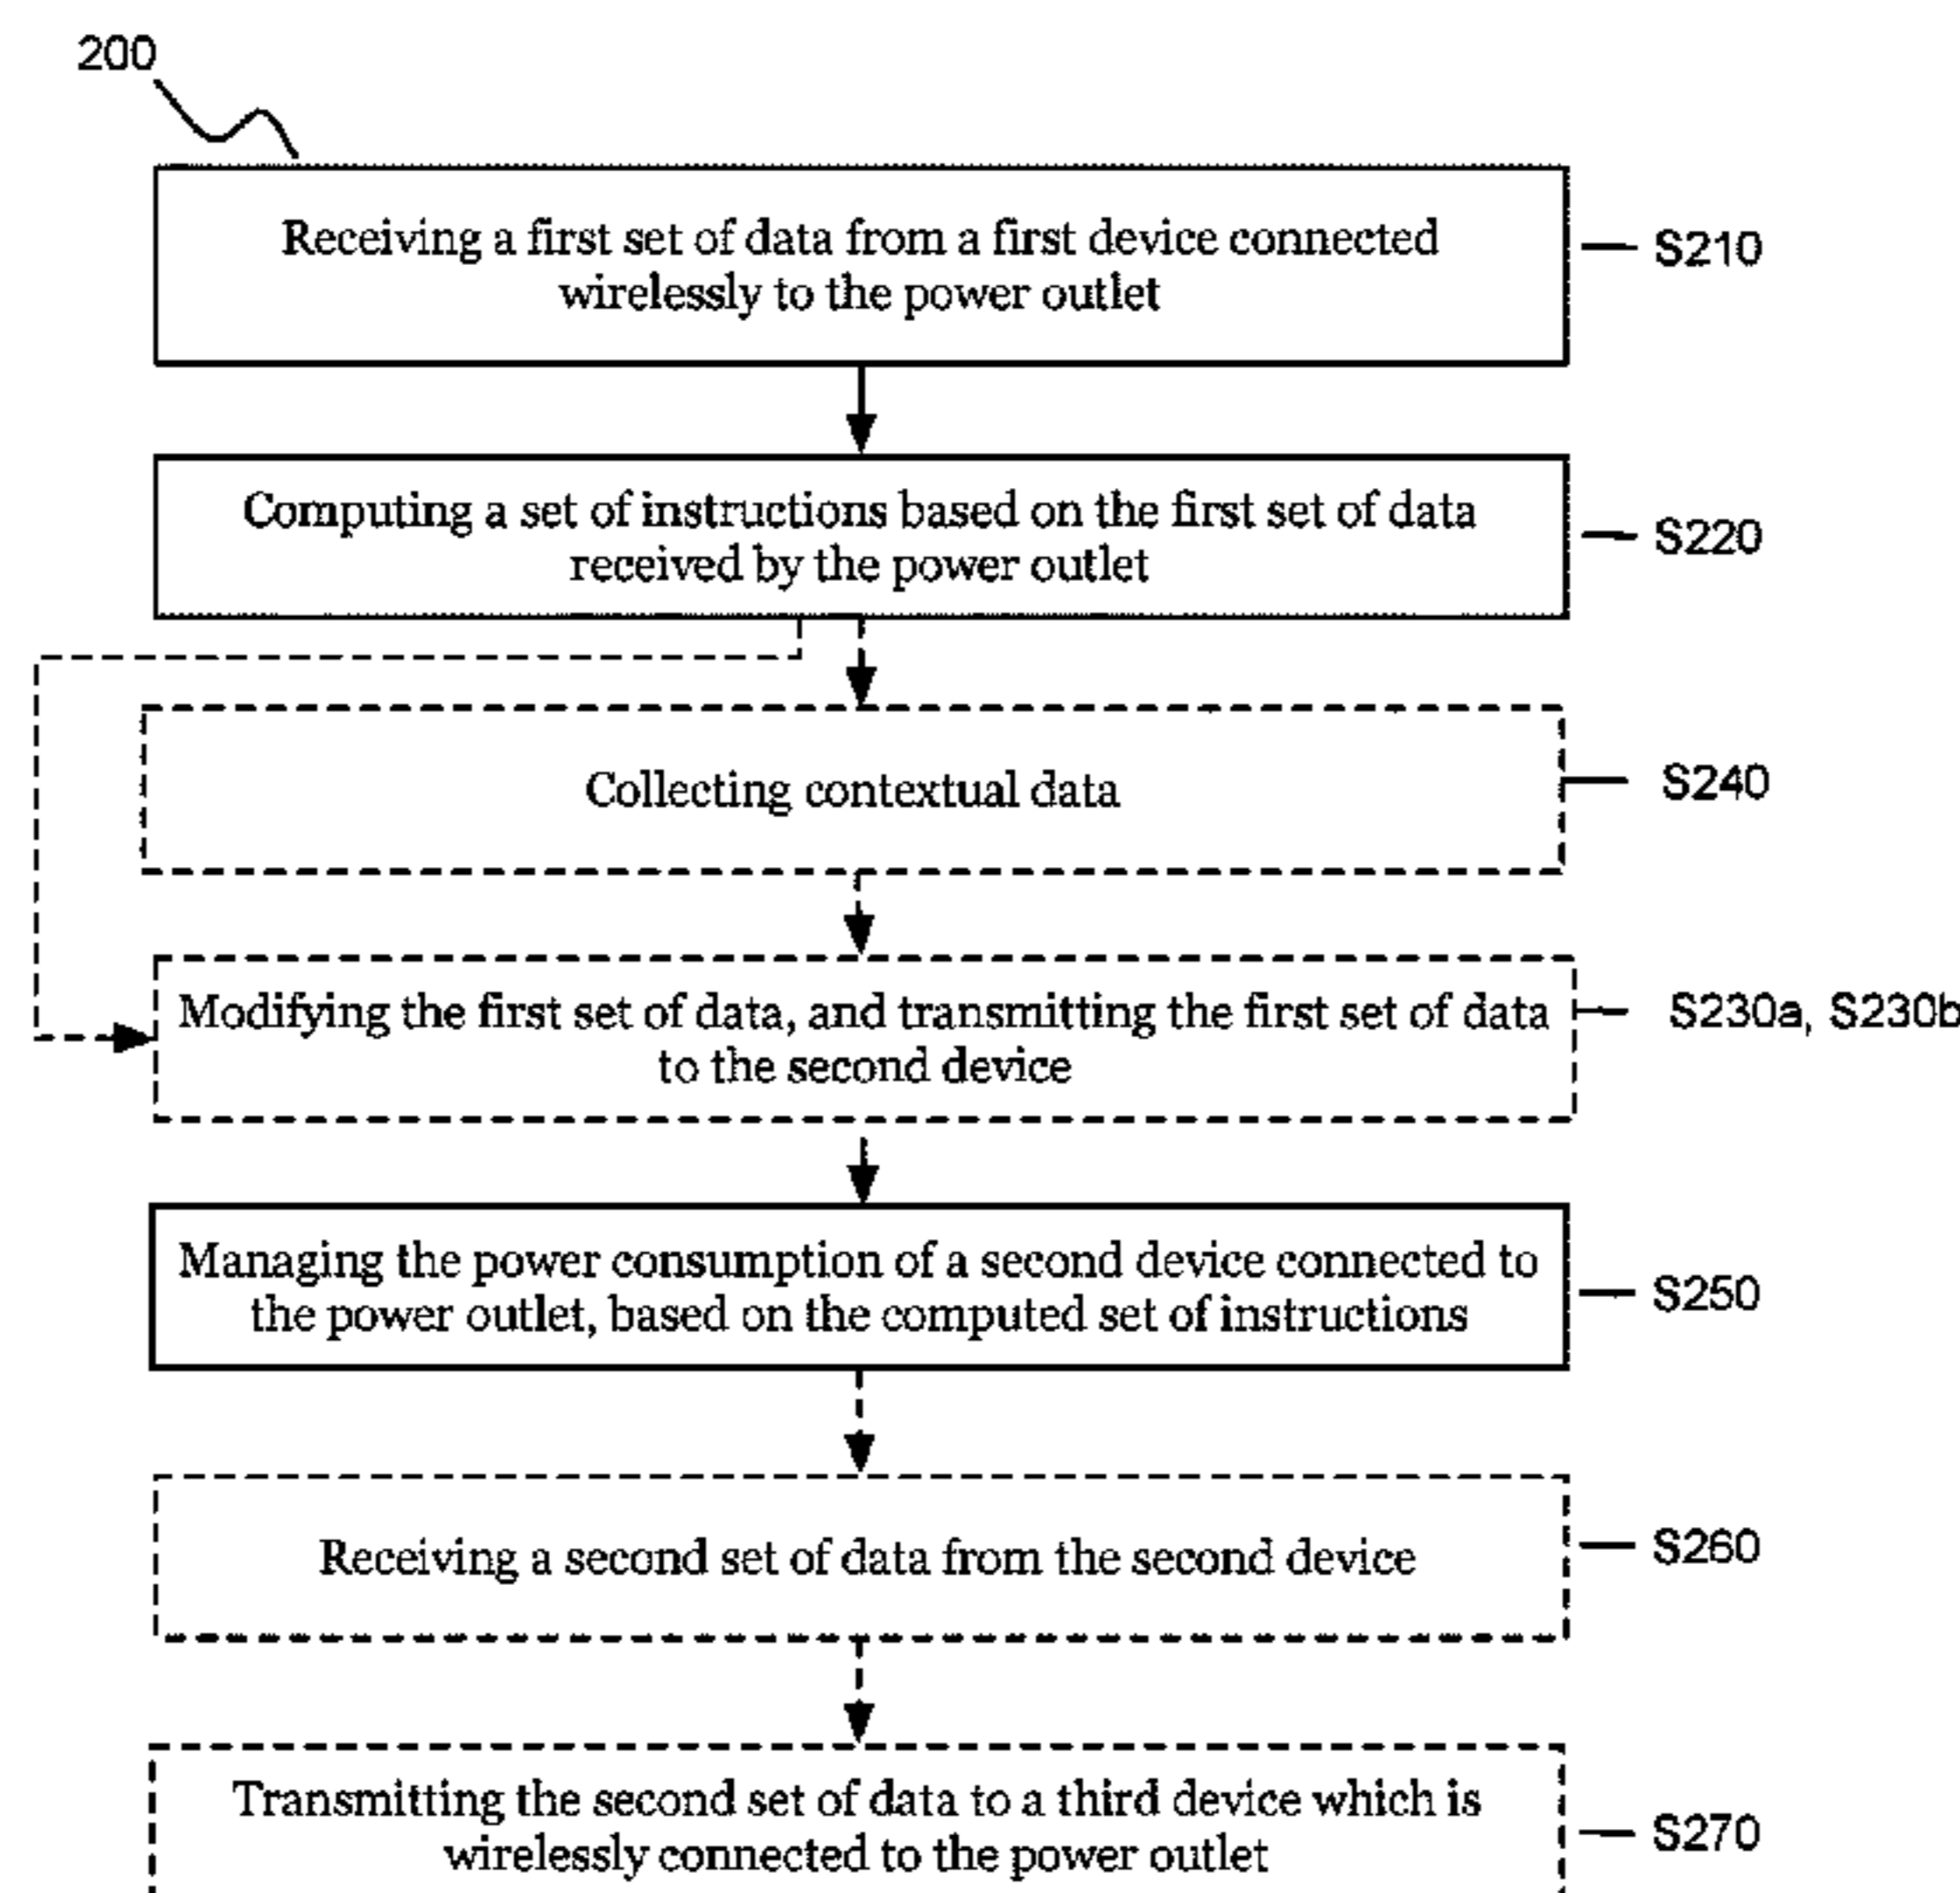 200
Receiving a first set of data from a first device connected
wirelessly to the power outlet
S210
Computing a set of instructions based on the first set of data
received by the power outlet
S220
Collecting contextual data
S240
Modifying the first set of data, and transmitting the first set of data
to the second device
S230a, S230b
Managing the power consumption of a second device connected to
the power outlet, based on the computed set of instructions
S250
Receiving a second set of data from the second device
S260
Transmitting the second set of data to a third device which is
wirelessly connected to the power outlet
S270